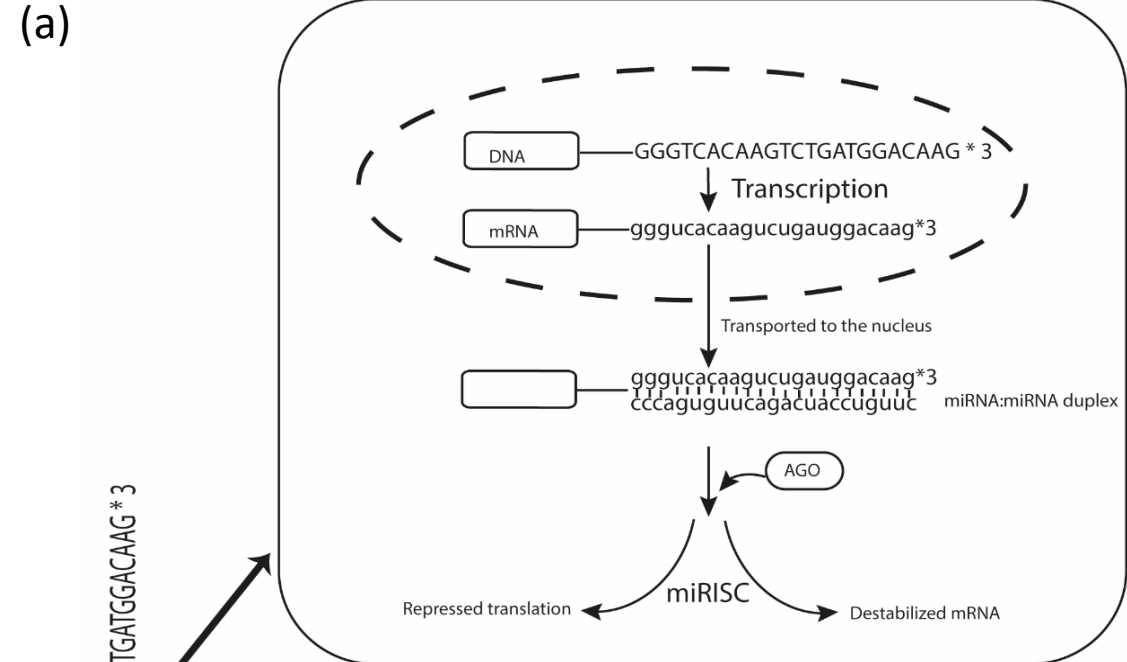 (a)
DNA
GGGTCACAAGTCTGATGGACAAG * 3
Transcription
mRNA
gggucacaagucugauggacaag*3
Transported to the nucleus
gggucacaagucugauggacaag*3
cccaguguucagacuaccuguuc
miRNA:miRNA duplex
AGO
miRISC
Repressed translation
Destabilized mRNA
TGATGGACAAG * 3